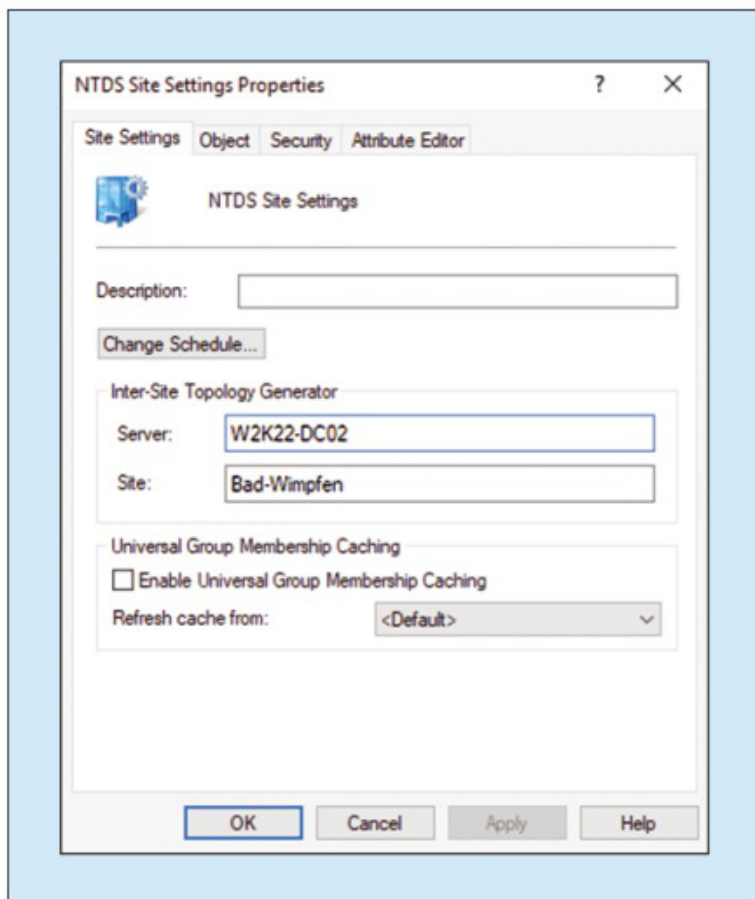 NTDS Site Settings Properties ? X
Site Settings Object Security Attribute Editor
NTDS Site Settings
Description:
Change Schedule...
Inter-Site Topology Generator
Server: W2K22-DC02
Site: Bad-Wimpfen
Universal Group Membership Caching
Enable Universal Group Membership Caching
Refresh cache from: <Default>
OK Cancel Apply Help